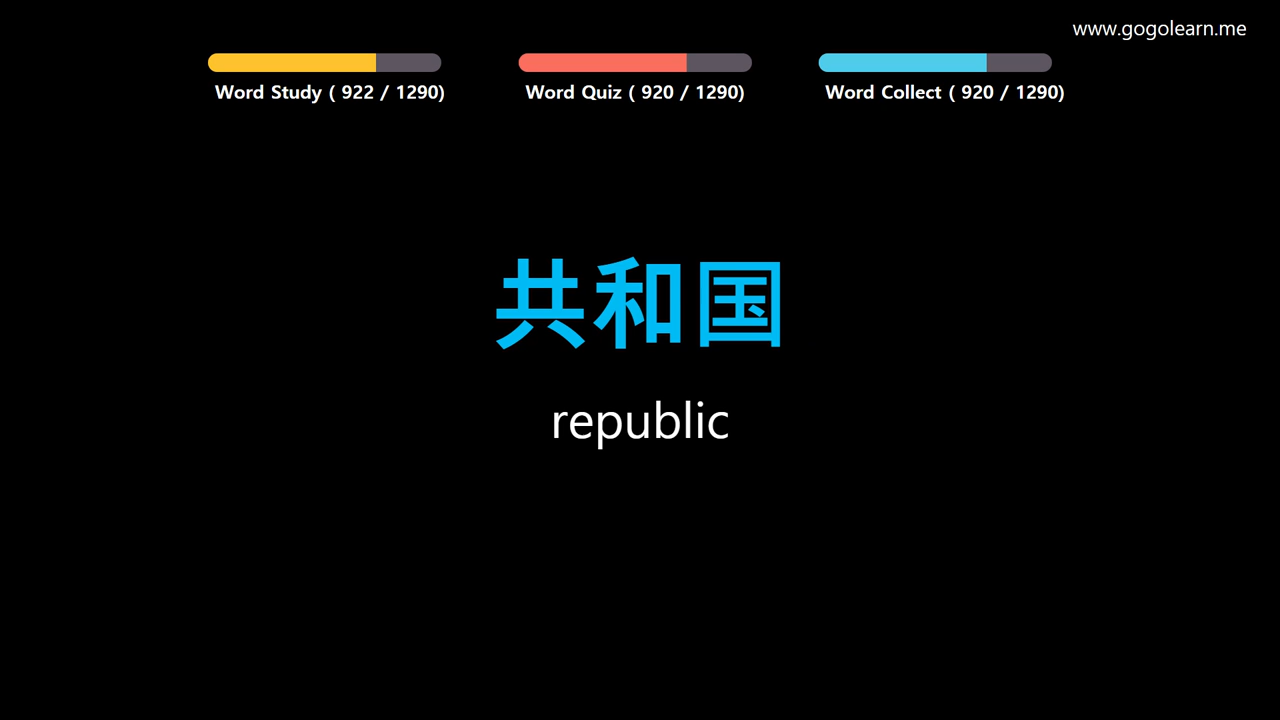 www.gogolearn.me
Word Study ( 922 / 1290)
Word Quiz ( 920 / 1290)
Word Collect ( 920 / 1290)
共和国
republic